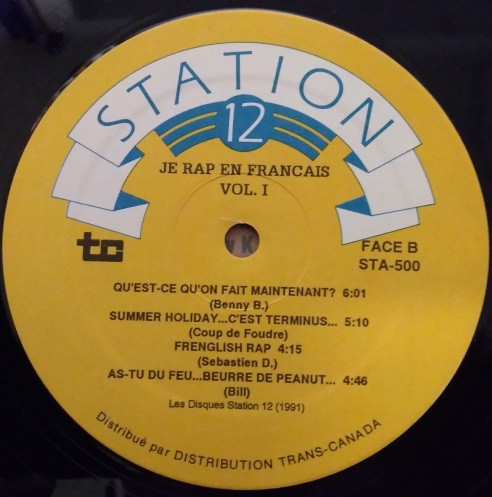 STATION
12
JE RAP EN FRANCAIS
VOL. I
tc
FACE B
STA-500
QU'EST-CE QU'ON FAIT MAINTENANT? 6:01
(Benny B.)
SUMMER HOLIDAY...C'EST TERMINUS... 5:10
(Coup de Foudre)
FRENGLISH RAP 4:15
(Sebastien D.)
AS-TU DU FEU...BEURRE DE PEANUT... 4:46
(Bill)
Les Disques Station 12 (1991)
Distribué par DISTRIBUTION TRANS-CANADA